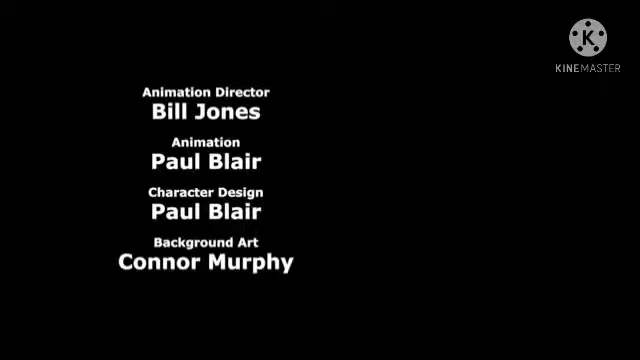 K
KINEMASTER
Animation Director
Bill Jones
Animation
Paul Blair
Character Design
Paul Blair
Background Art
Connor Murphy